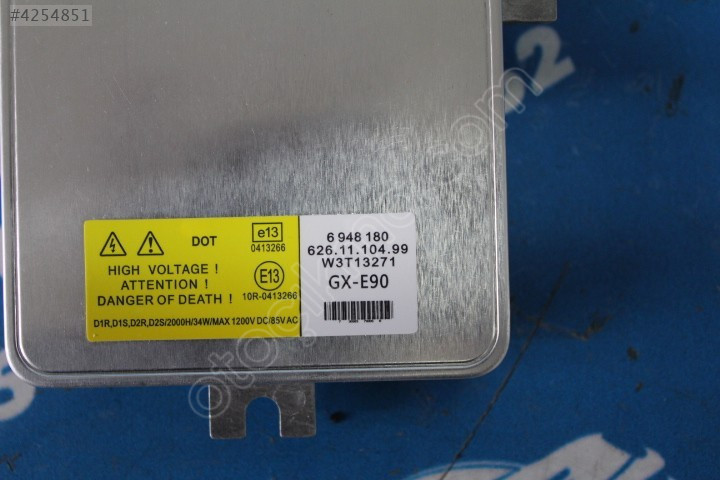 #4254851
DOT
e13
0413266
HIGH VOLTAGE !
ATTENTION !
DANGER OF DEATH !
E13
10R-0413266
D1R,D1S,D2R,D2S/2000H/34W/MAX 1200V DC/85V AC
6 948 180
626.11.104.99
W3T13271
GX-E90